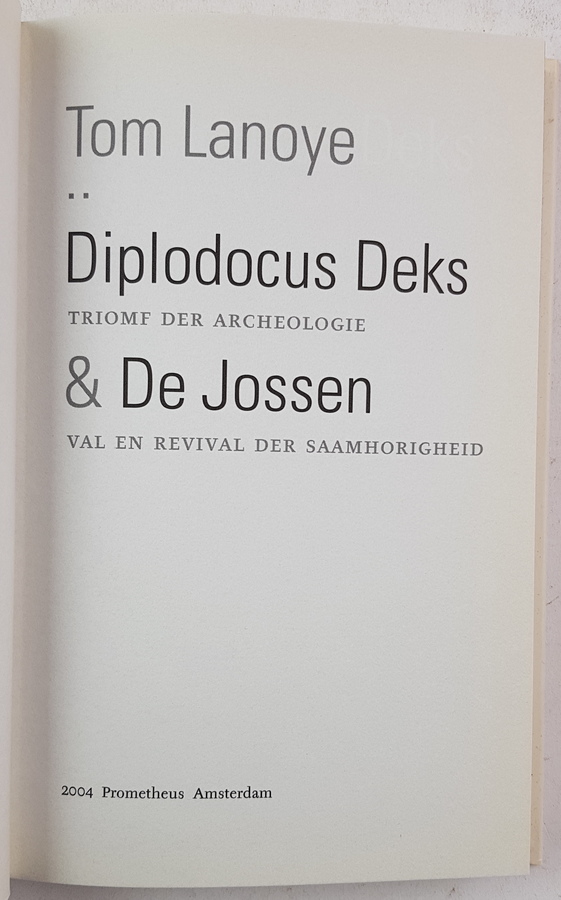 Tom Lanoye
..
Diplodocus Deks
TRIOMF DER ARCHEOLOGIE
& De Jossen
VAL EN REVIVAL DER SAAMHORIGHEID
2004 Prometheus Amsterdam